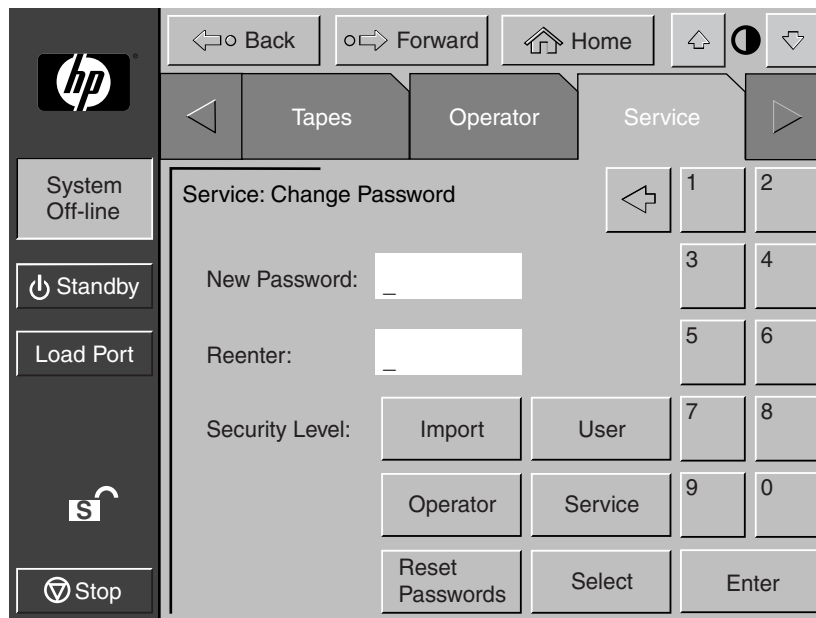 hp
Back
Forward
Home
Tapes
Operator
Service
System
Off-line
Service: Change Password
1
2
Standby
New Password:
_
3
4
Load Port
Reenter:
_
5
6
Security Level:
Import
User
7
8
S
Operator
Service
9
0
Stop
Reset
Passwords
Select
Enter